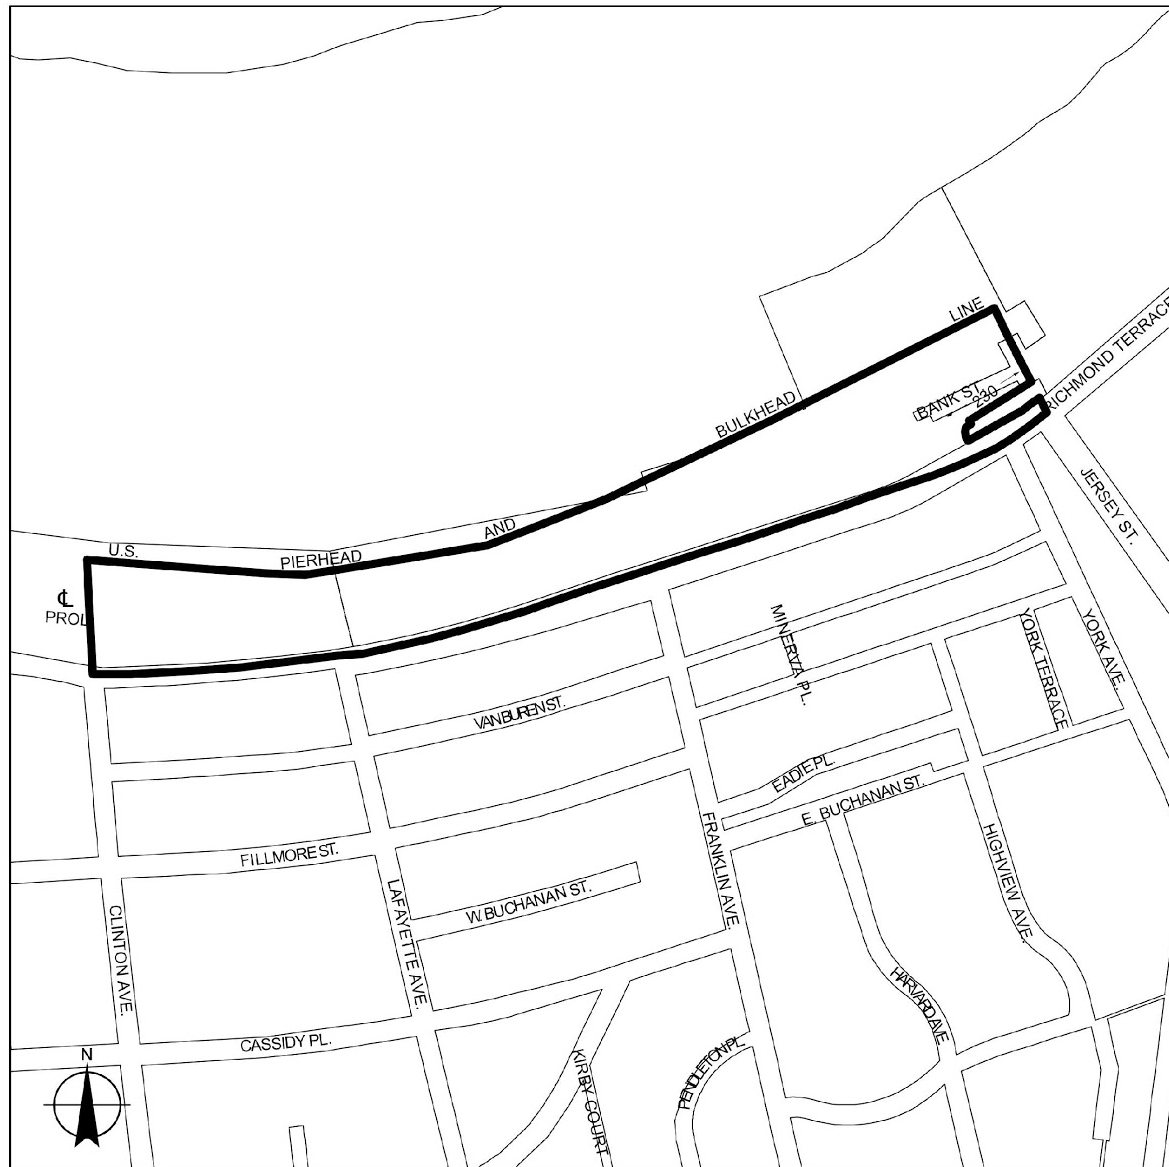 LINE
RICHMOND TERRACE
BANK ST.
230
BULKHEAD
JERSEY ST.
AND
U.S.
PIERHEAD
℄
PROL
MINERVA PL.
YORK TERRACE
YORK AVE.
VAN BUREN ST.
EADIE PL.
E. BUCHANAN ST.
FRANKLIN AVE.
HIGHVIEW AVE.
FILLMORE ST.
W. BUCHANAN ST.
LAFAYETTE AVE.
CLINTON AVE.
HARVARD AVE
CASSIDY PL.
N
KIRBY COURT
PENDLETON PL.